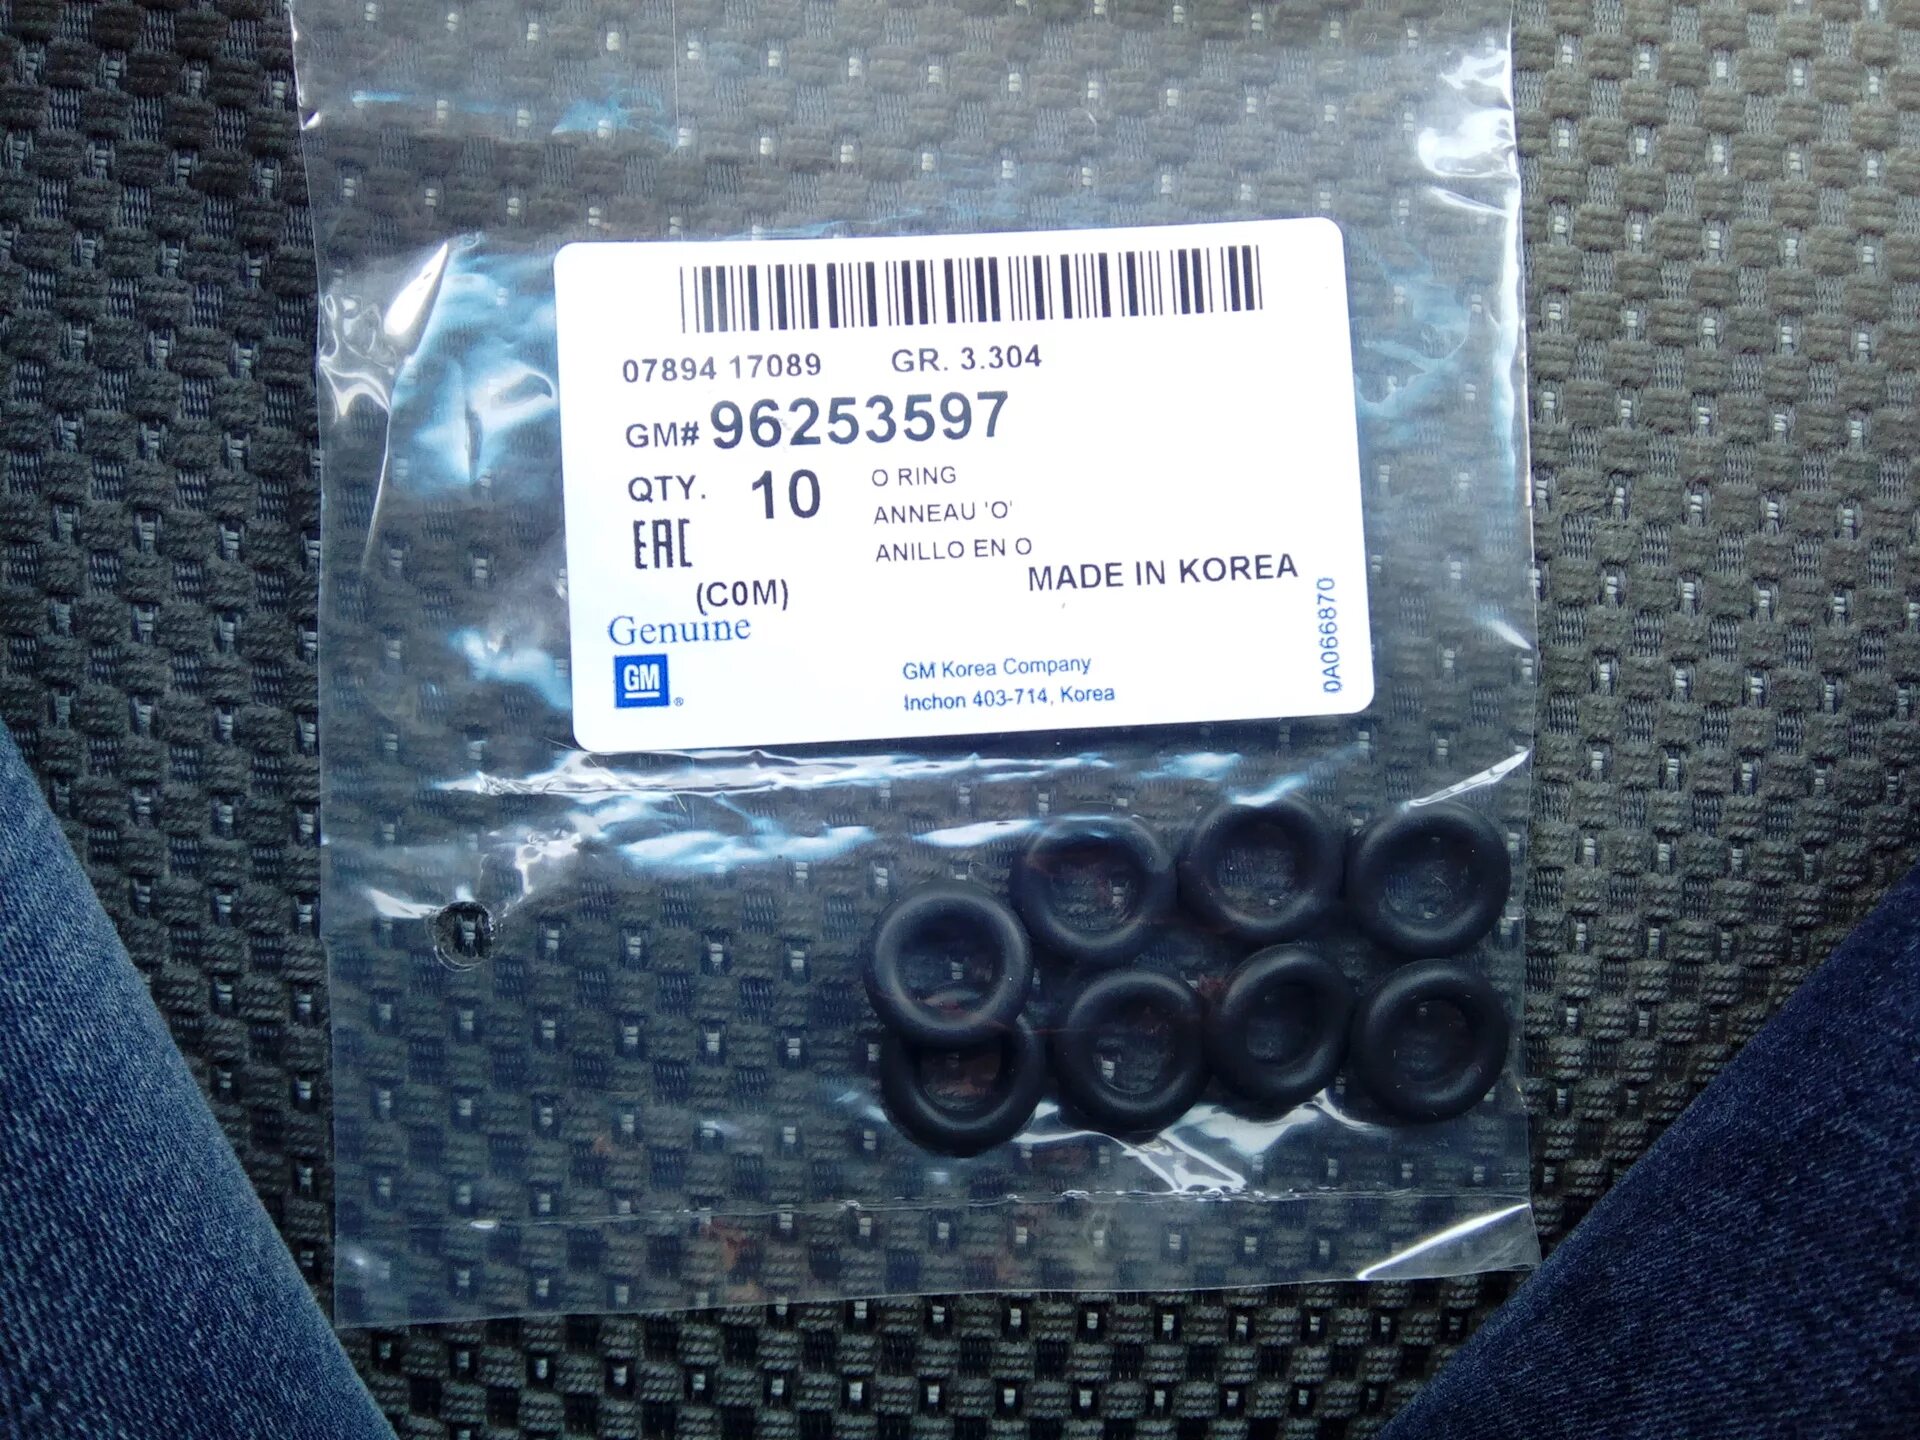 07894 17089 GR. 3.304
GM# 96253597
QTY. 10 O RING
ANNEAU 'O'
EAC
ANILLO EN O
MADE IN KOREA
(C0M)
Genuine
GM®
GM Korea Company
Inchon 403-714, Korea
0A066870